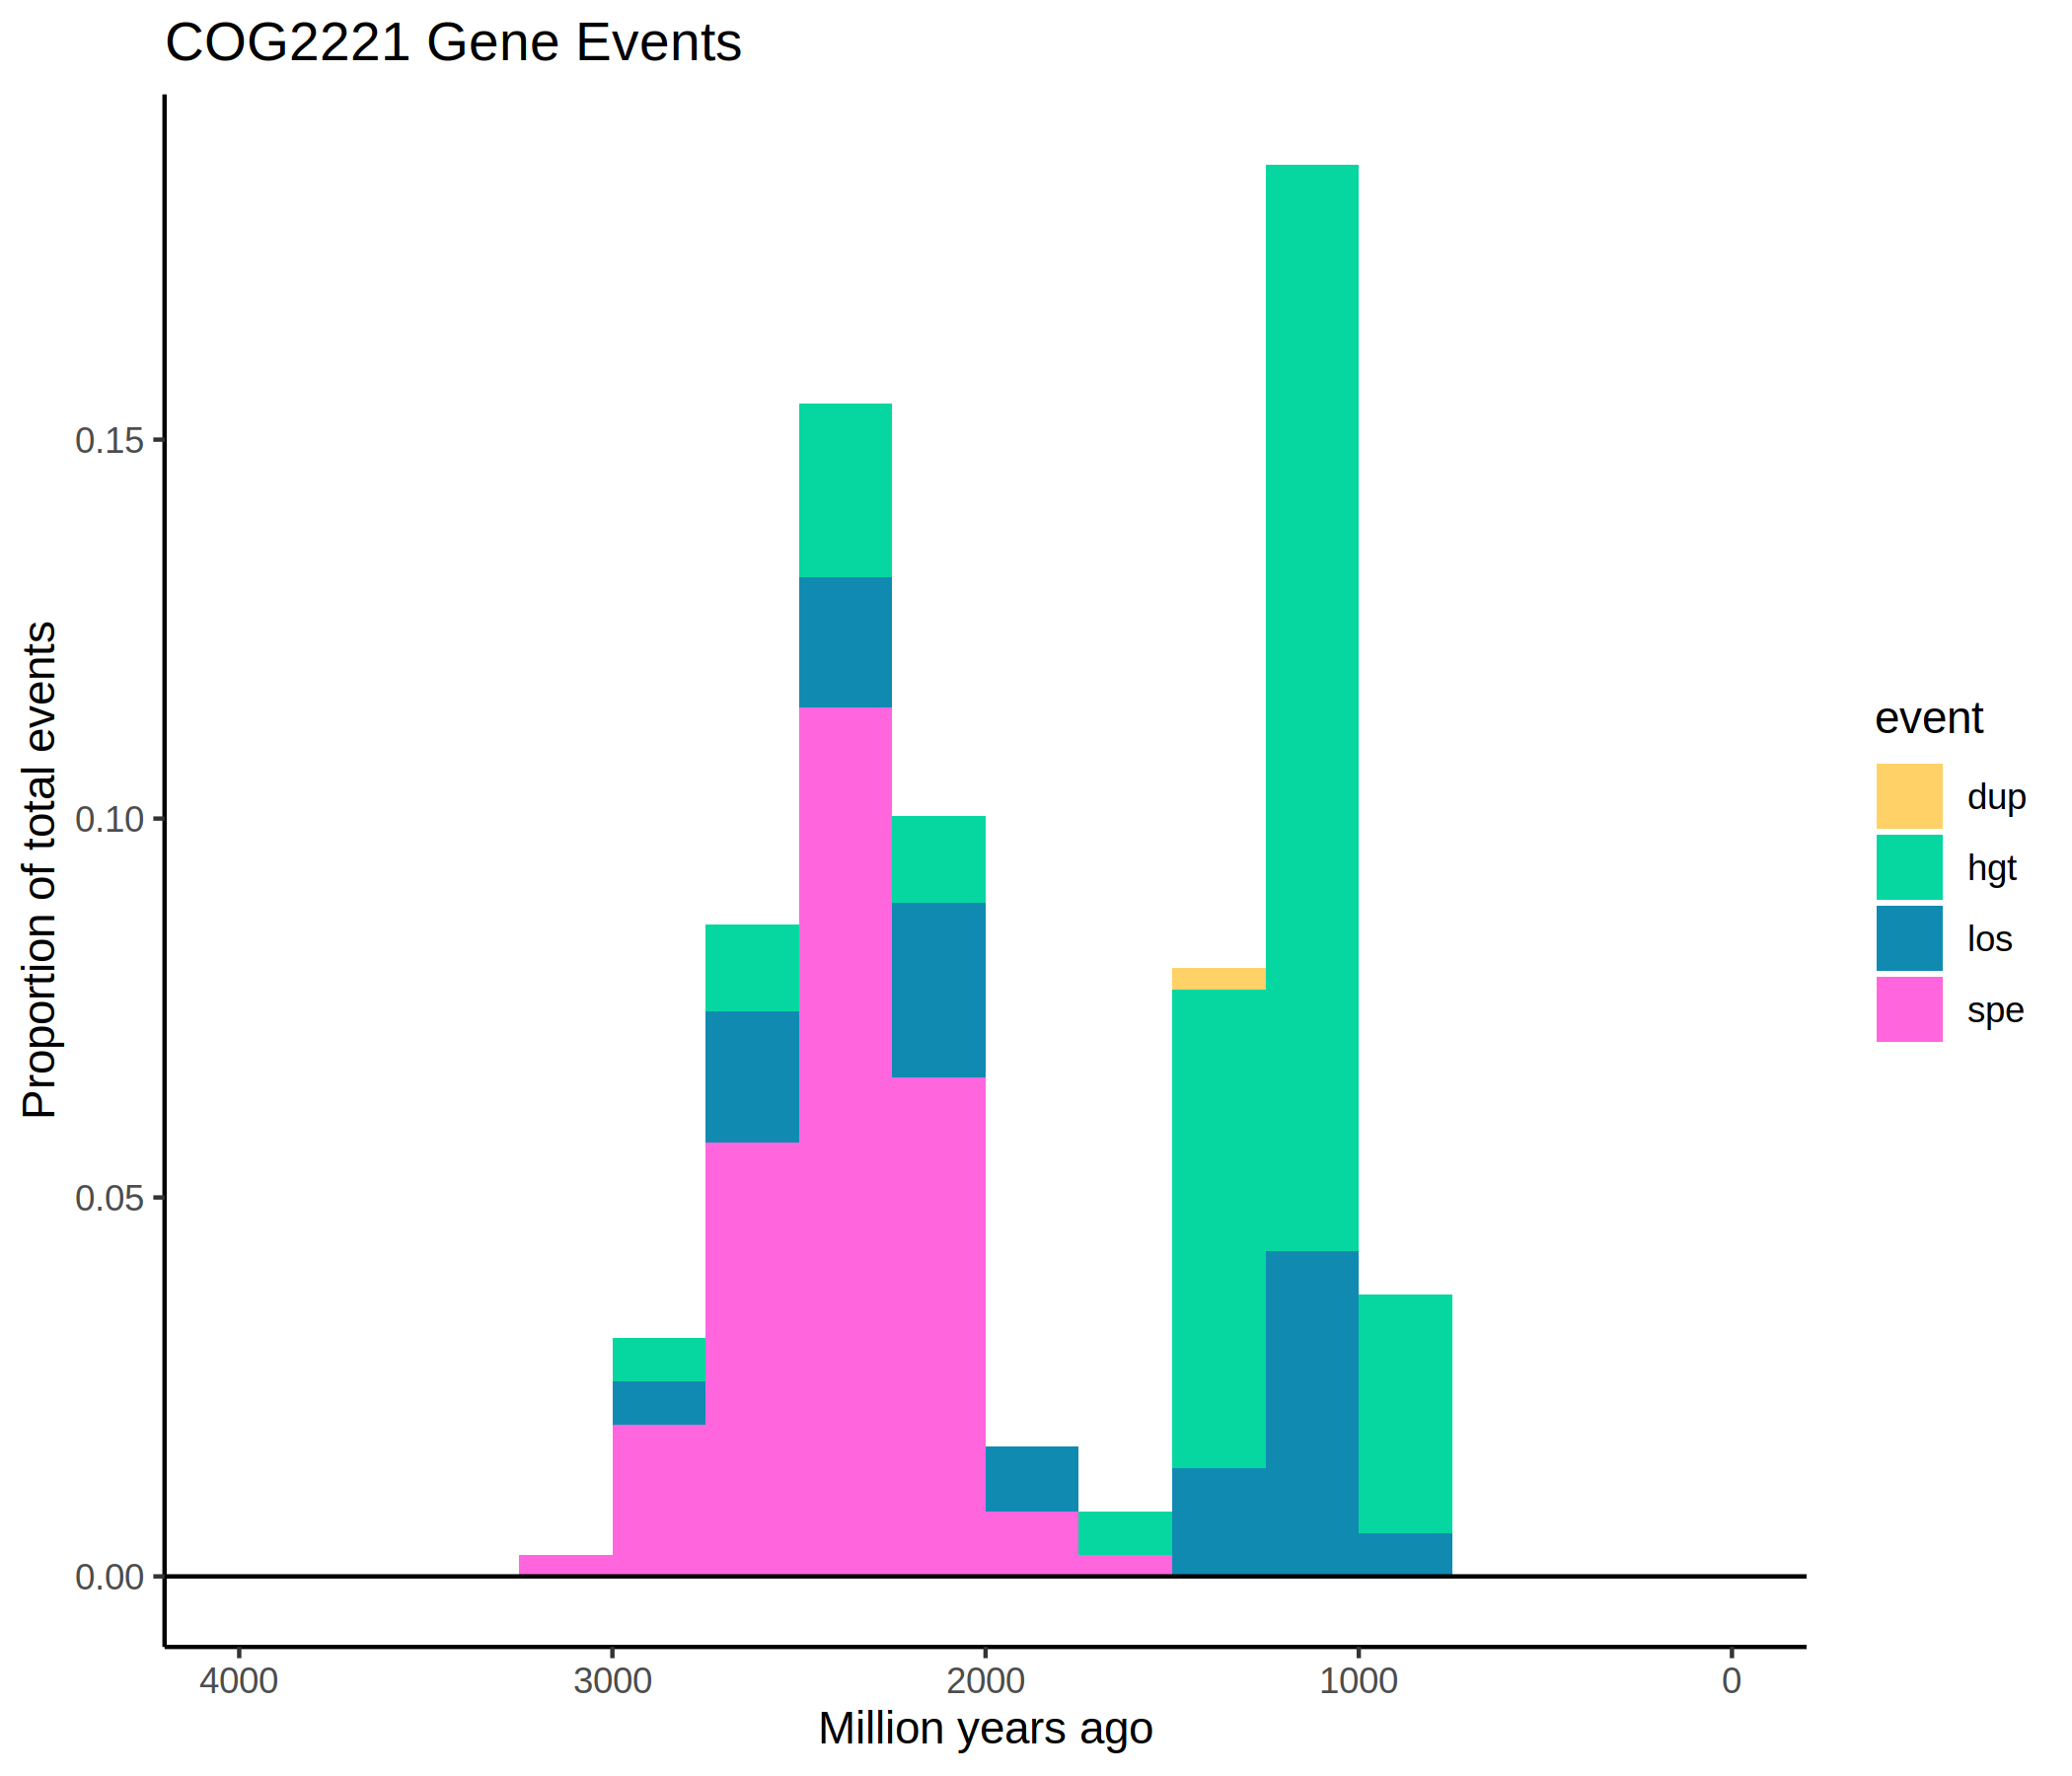 COG2221 Gene Events
Proportion of total events
0.15
0.10
0.05
0.00
4000 3000 2000 1000 0
Million years ago
event
dup
hgt
los
spe